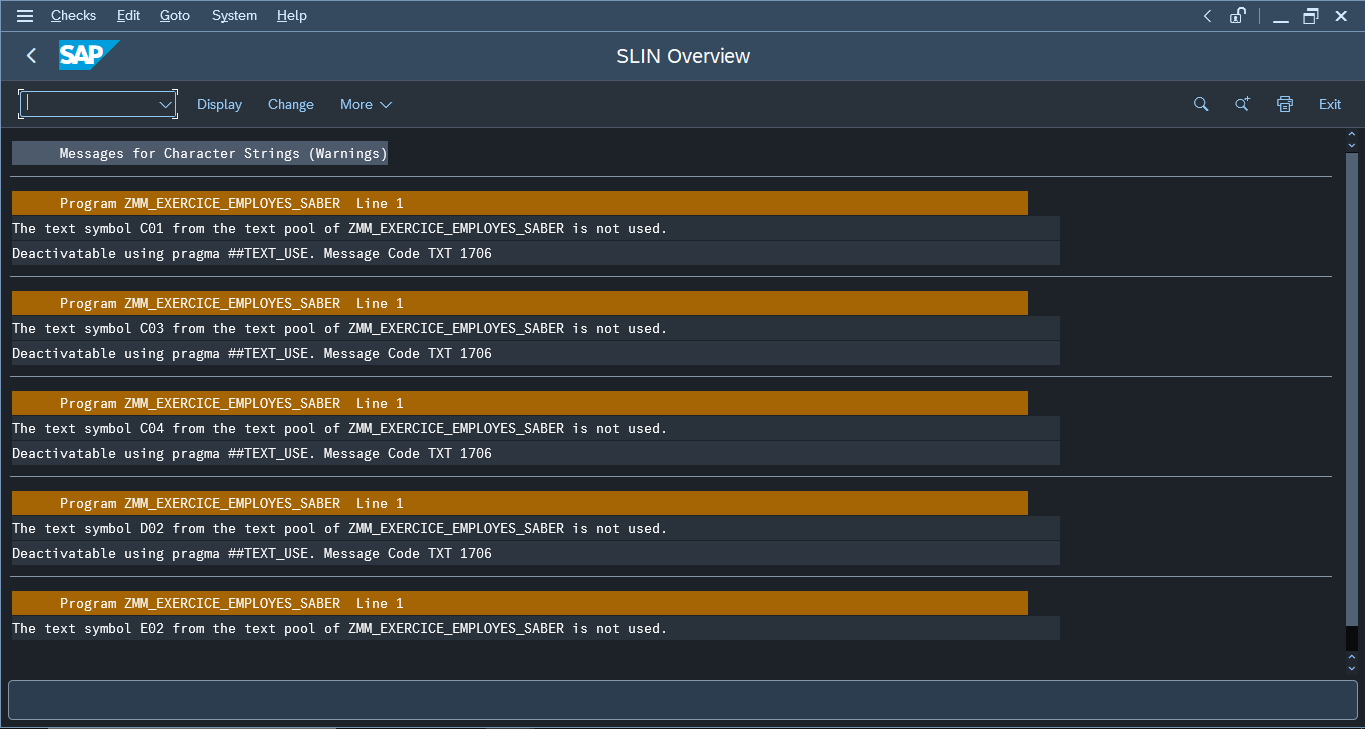 Checks Edit Goto System Help
SAP SLIN Overview
Display Change More Exit
Messages for Character Strings (Warnings)
Program ZMM_EXERCICE_EMPLOYES_SABER Line 1
The text symbol C01 from the text pool of ZMM_EXERCICE_EMPLOYES_SABER is not used.
Deactivatable using pragma ##TEXT_USE. Message Code TXT 1706
Program ZMM_EXERCICE_EMPLOYES_SABER Line 1
The text symbol C03 from the text pool of ZMM_EXERCICE_EMPLOYES_SABER is not used.
Deactivatable using pragma ##TEXT_USE. Message Code TXT 1706
Program ZMM_EXERCICE_EMPLOYES_SABER Line 1
The text symbol C04 from the text pool of ZMM_EXERCICE_EMPLOYES_SABER is not used.
Deactivatable using pragma ##TEXT_USE. Message Code TXT 1706
Program ZMM_EXERCICE_EMPLOYES_SABER Line 1
The text symbol D02 from the text pool of ZMM_EXERCICE_EMPLOYES_SABER is not used.
Deactivatable using pragma ##TEXT_USE. Message Code TXT 1706
Program ZMM_EXERCICE_EMPLOYES_SABER Line 1
The text symbol E02 from the text pool of ZMM_EXERCICE_EMPLOYES_SABER is not used.